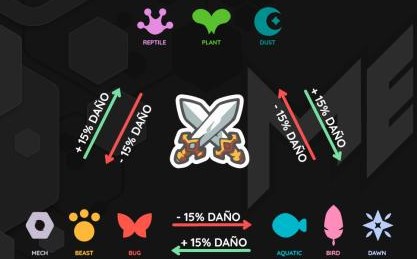 REPTILE PLANT DUST
+ 15% DAÑO
- 15% DAÑO
- 15% DAÑO
+ 15% DAÑO
ME
- 15% DAÑO
+ 15% DAÑO
MECH BEAST BUG AQUATIC BIRD DAWN